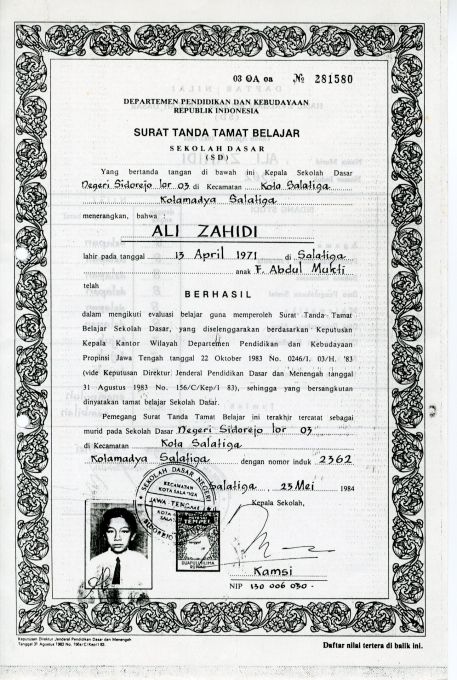 03 OA oa № 281580
DEPARTEMEN PENDIDIKAN DAN KEBUDAYAAN
REPUBLIK INDONESIA
SURAT TANDA TAMAT BELAJAR
SEKOLAH DASAR
(SD)
Yang bertanda tangan di bawah ini Kepala Sekolah Dasar
Negeri Sidorejo lor 03 di Kecamatan Kota Salatiga
Kotamadya Salatiga
menerangkan, bahwa :
ALI ZAHIDI
lahir pada tanggal 13 April 1971 di Salatiga
anak F. Abdul Mukti
telah
BERHASIL
dalam mengikuti evaluasi belajar guna memperoleh Surat Tanda Tamat
Belajar Sekolah Dasar, yang diselenggarakan berdasarkan Keputusan
Kepala Kantor Wilayah Departemen Pendidikan dan Kebudayaan
Propinsi Jawa Tengah tanggal 22 Oktober 1983 No. 0246/I. 03/H. '83
(vide Keputusan Direktur Jenderal Pendidikan Dasar dan Menengah tanggal
31 Agustus 1983 No. 156/C/Kep/I 83), sehingga yang bersangkutan
dinyatakan tamat belajar Sekolah Dasar.
Pemegang Surat Tanda Tamat Belajar ini terakhir tercatat sebagai
murid pada Sekolah Dasar Negeri Sidorejo lor 03
di Kecamatan Kota Salatiga
Kotamadya Salatiga dengan nomor induk 2362
Salatiga, 23 Mei 1984
Kepala Sekolah,
SEKOLAH DASAR NEGERI
KECAMATAN
KOTA SALATIGA
JAWA TENGAH
TEMPEL
DUAPULUHLIMA
Kamsi
NIP 130 006 030 -
Keputusan Direktur Jenderal Pendidikan Dasar dan Menengah
Tanggal 31 Agustus 1983 No. 156/C/Kep/I 83.
Daftar nilai tertera di balik ini.